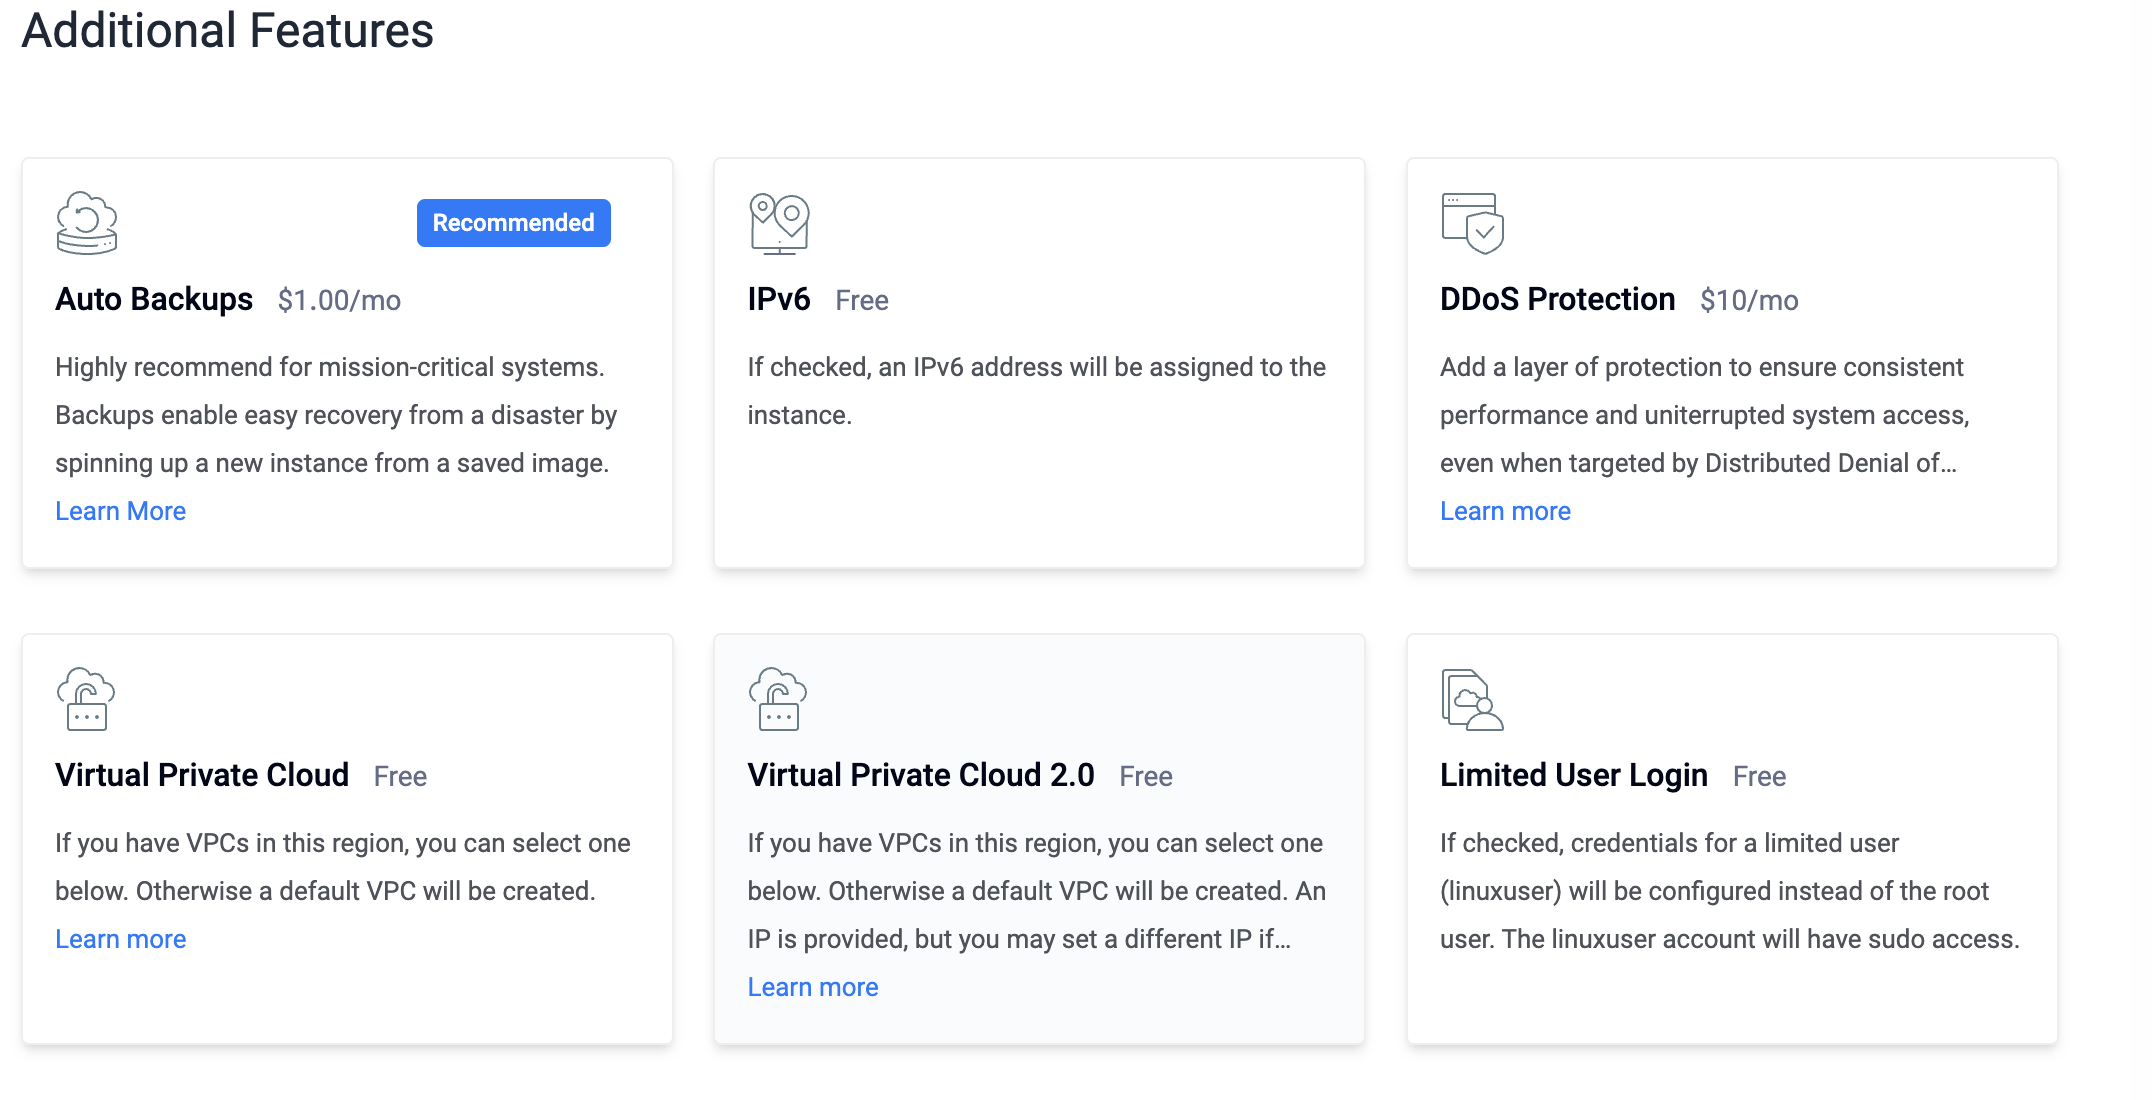 Additional Features
Recommended
Auto Backups $1.00/mo
Highly recommend for mission-critical systems.
Backups enable easy recovery from a disaster by
spinning up a new instance from a saved image.
Learn More
IPv6 Free
If checked, an IPv6 address will be assigned to the
instance.
DDoS Protection $10/mo
Add a layer of protection to ensure consistent
performance and uniterrupted system access,
even when targeted by Distributed Denial of...
Learn more
Virtual Private Cloud Free
If you have VPCs in this region, you can select one
below. Otherwise a default VPC will be created.
Learn more
Virtual Private Cloud 2.0 Free
If you have VPCs in this region, you can select one
below. Otherwise a default VPC will be created. An
IP is provided, but you may set a different IP if...
Learn more
Limited User Login Free
If checked, credentials for a limited user
(linuxuser) will be configured instead of the root
user. The linuxuser account will have sudo access.